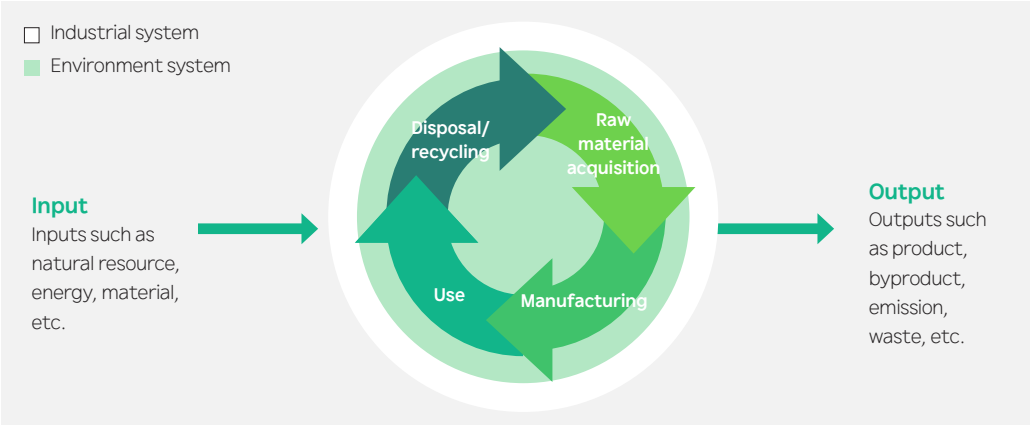 Industrial system
Environment system
Input
Inputs such as
natural resource,
energy, material,
etc.
Disposal/
recycling
Raw
material
acquisition
Use
Manufacturing
Output
Outputs such
as product,
byproduct,
emission,
waste, etc.